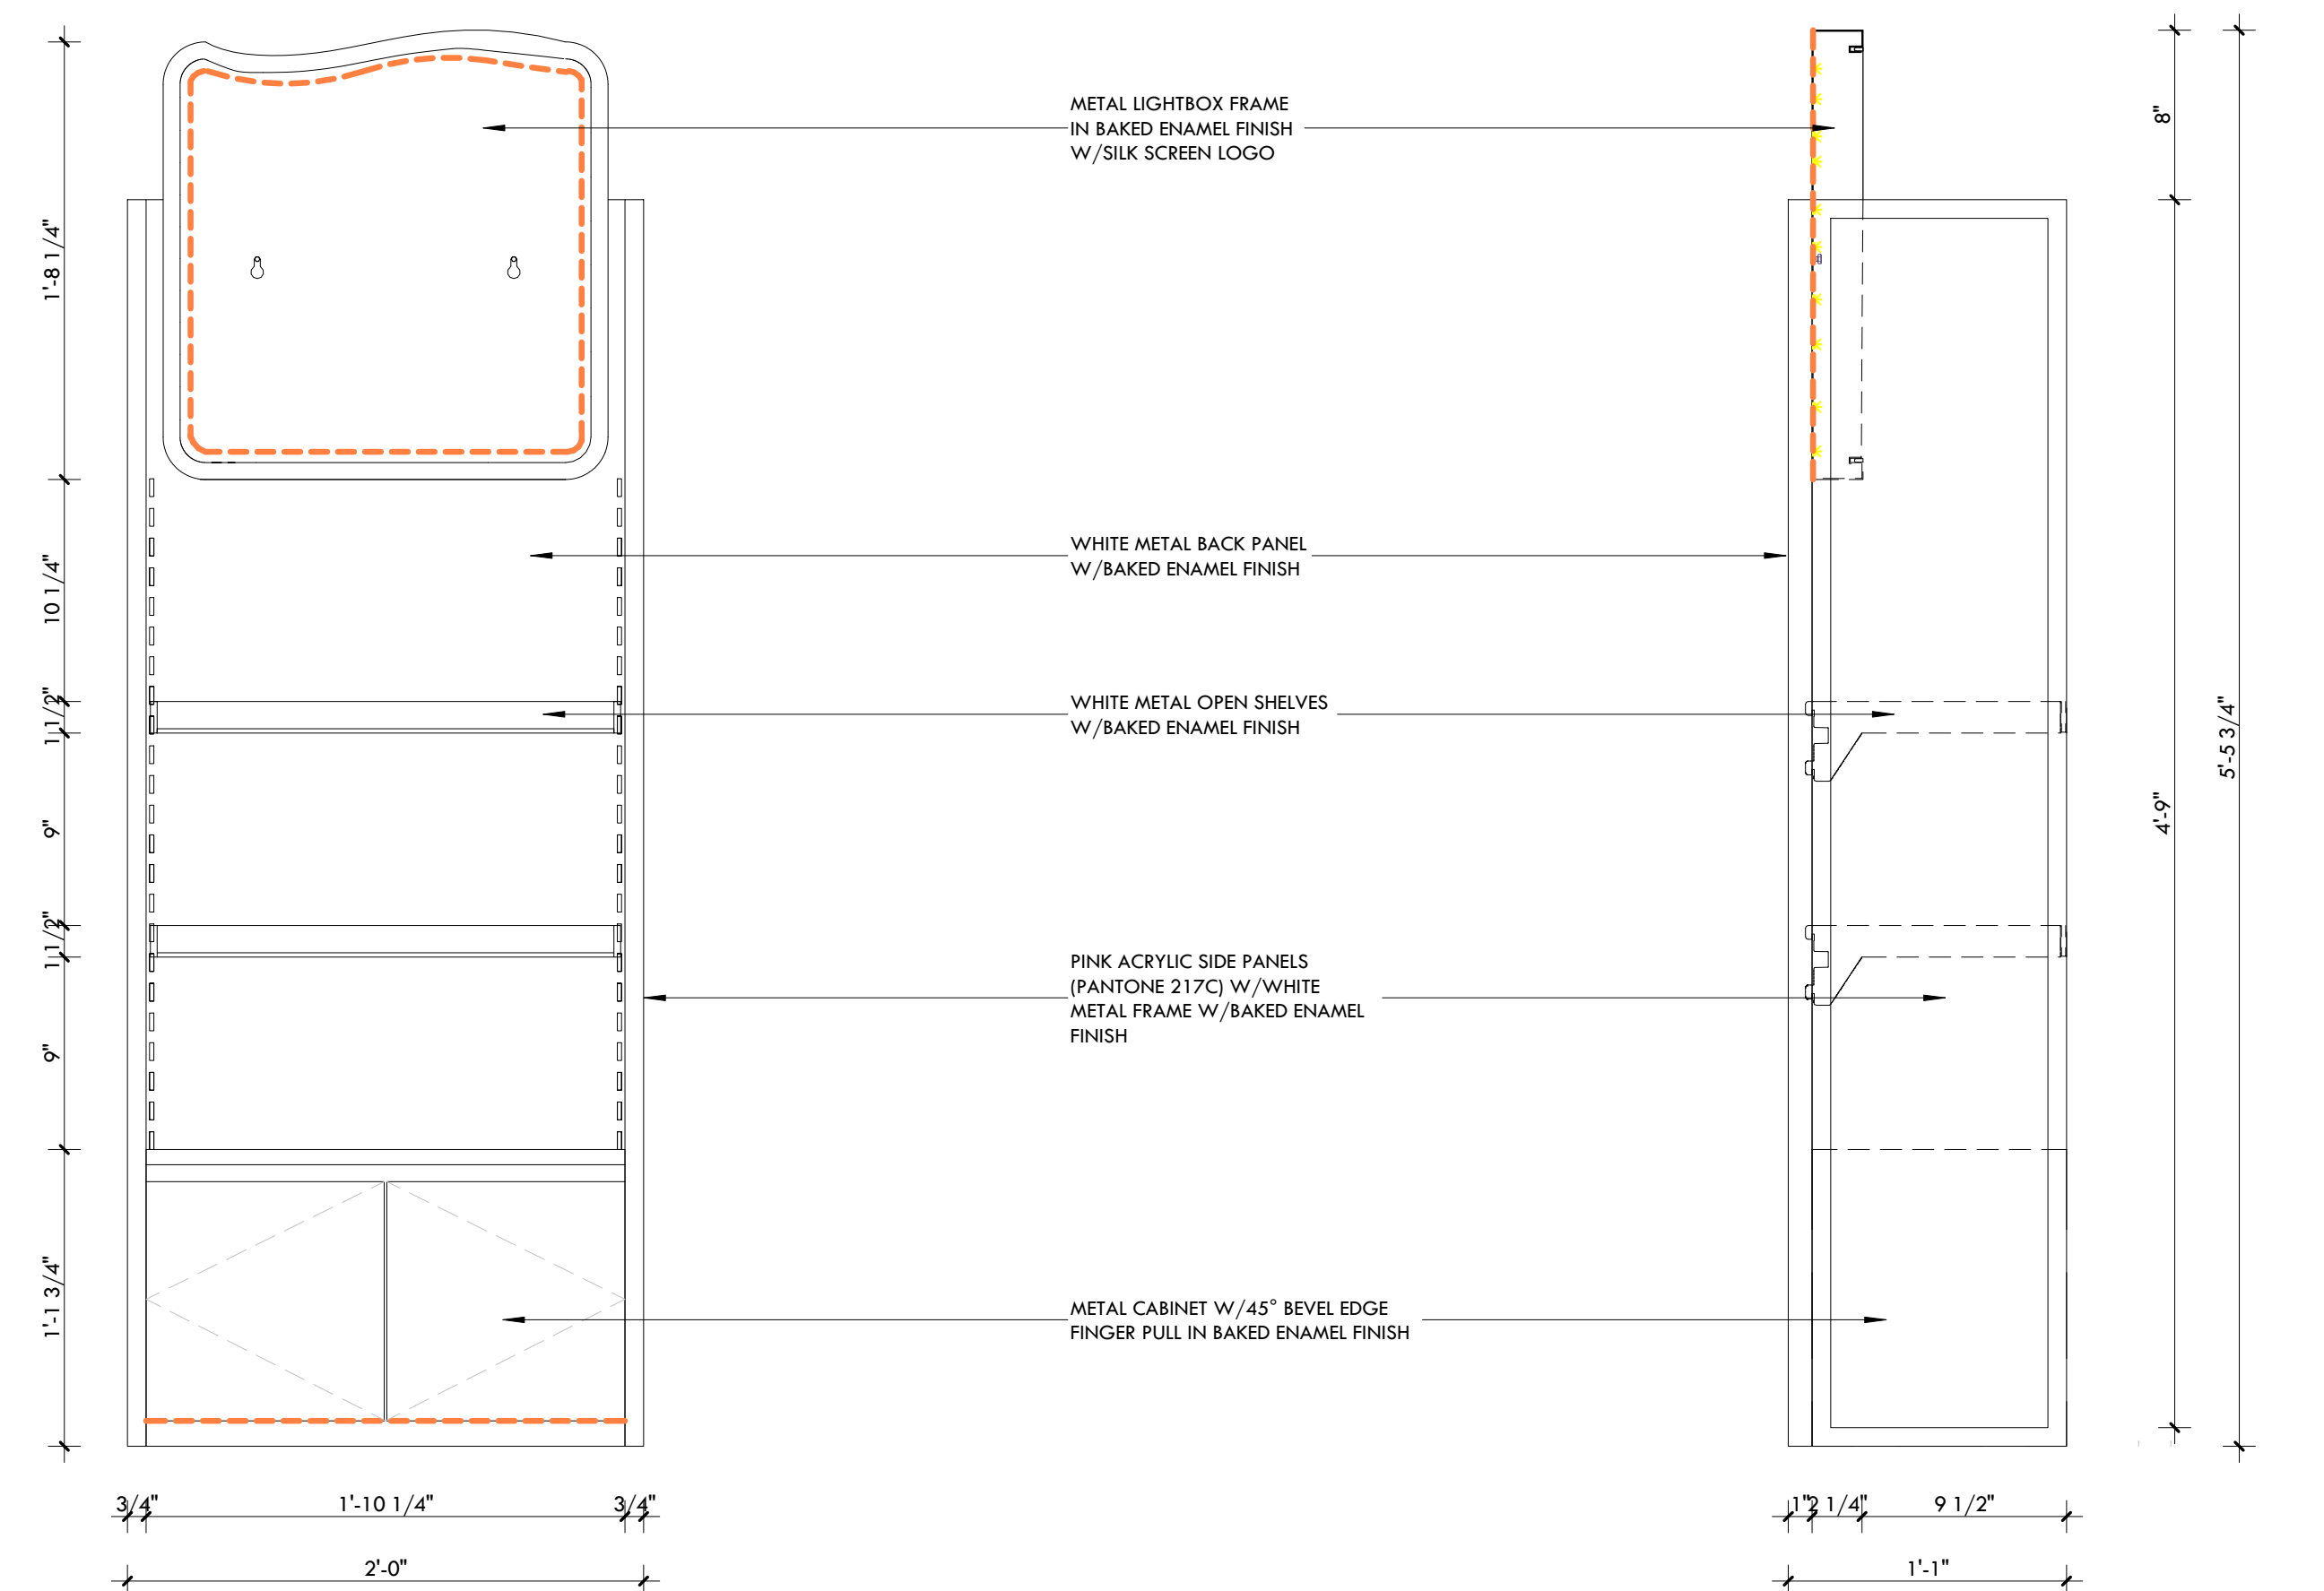 METAL LIGHTBOX FRAME
IN BAKED ENAMEL FINISH
W/SILK SCREEN LOGO
WHITE METAL BACK PANEL
W/BAKED ENAMEL FINISH
WHITE METAL OPEN SHELVES
W/BAKED ENAMEL FINISH
PINK ACRYLIC SIDE PANELS
(PANTONE 217C) W/WHITE
METAL FRAME W/BAKED ENAMEL
FINISH
METAL CABINET W/45° BEVEL EDGE
FINGER PULL IN BAKED ENAMEL FINISH
1'-8 1/4"
10 1/4"
1 1/2"
9"
1 1/2"
9"
1'-1 3/4"
3/4"
1'-10 1/4"
3/4"
2'-0"
8"
4'-9"
5'-5 3/4"
1"
2 1/4"
9 1/2"
1'-1"